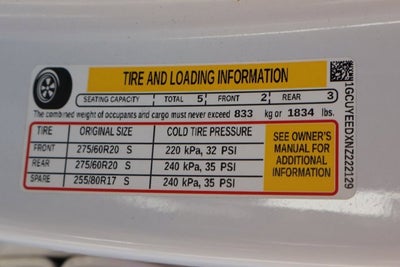 TIRE AND LOADING INFORMATION
SEATING CAPACITY TOTAL 5 FRONT 2 REAR 3
The combined weight of occupants and cargo must never exceed 833 kg or 1834 lbs.
TIRE ORIGINAL SIZE COLD TIRE PRESSURE
FRONT 275/60R20 S 220 kPa, 32 PSI
REAR 275/60R20 S 240 kPa, 35 PSI
SPARE 255/80R17 S 240 kPa, 35 PSI
SEE OWNER'S
MANUAL FOR
ADDITIONAL
INFORMATION
1GCUYEEDXNZ222129